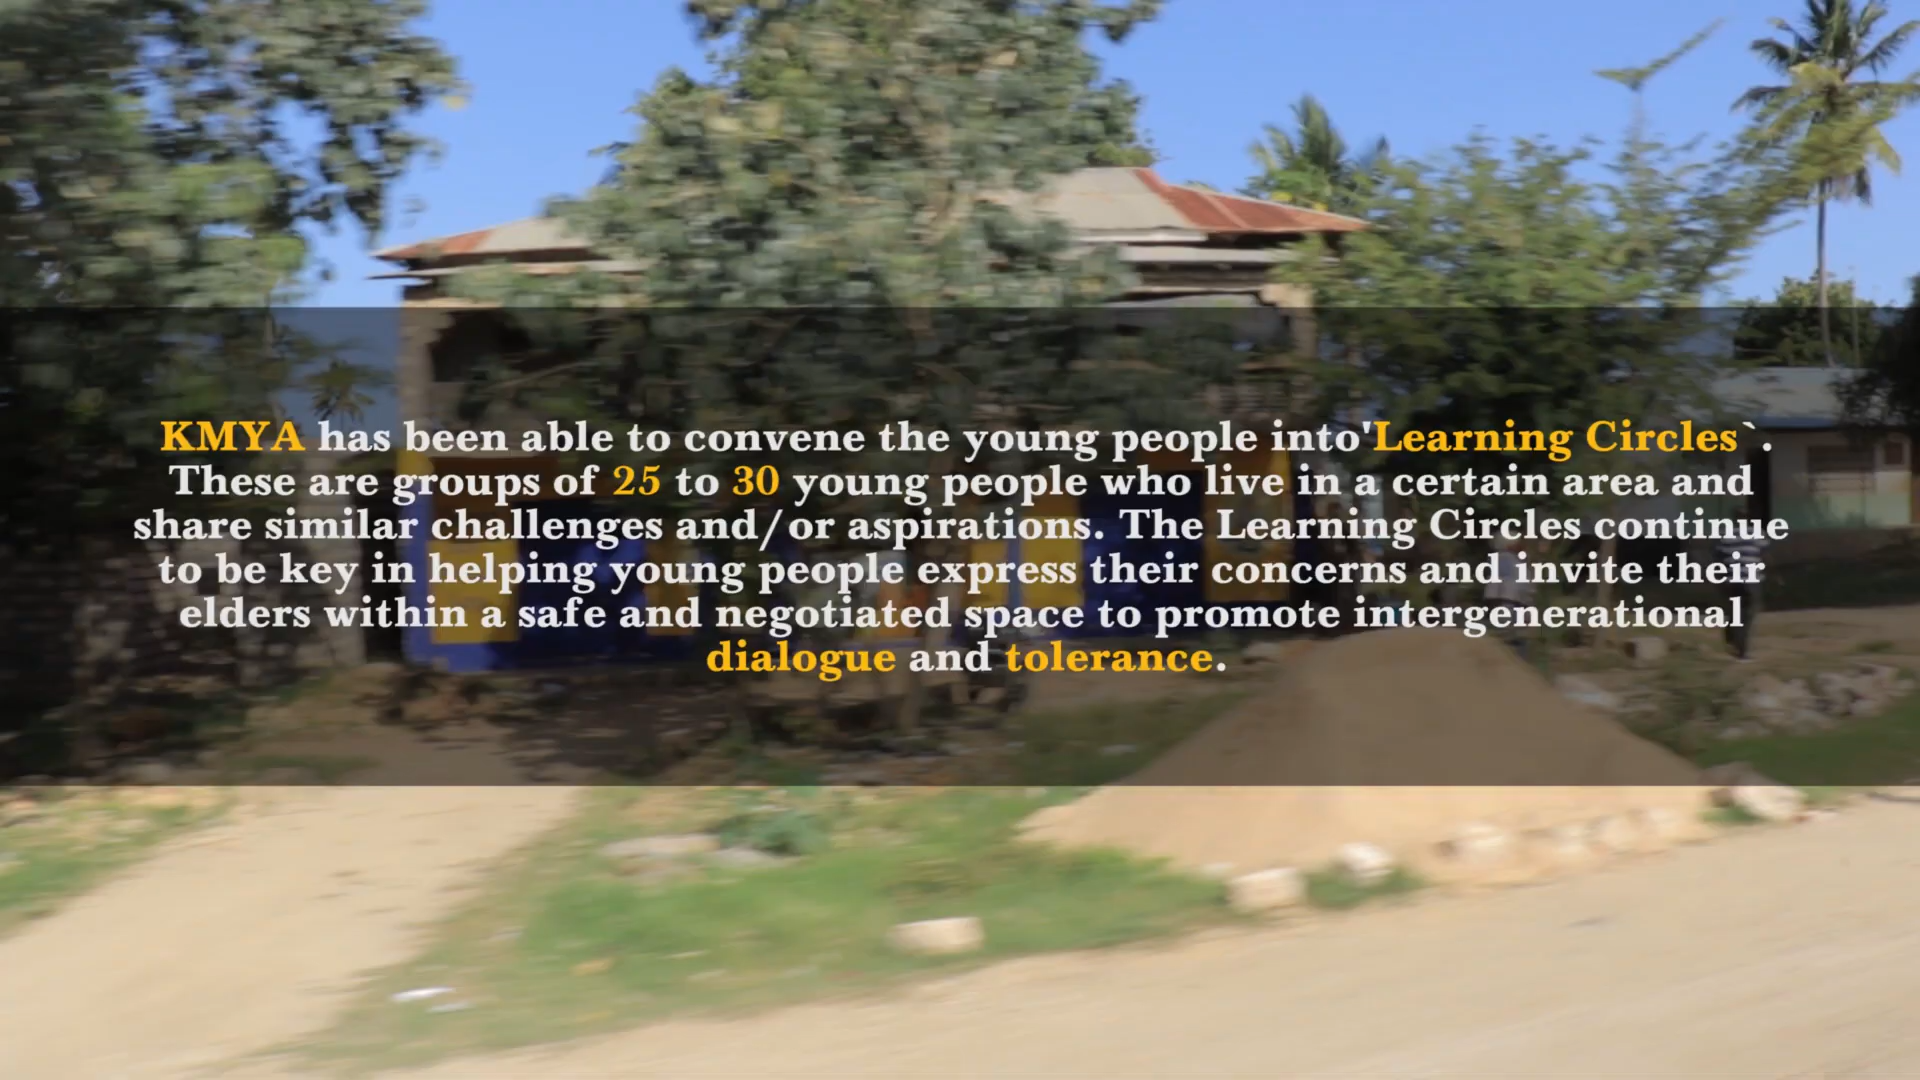 KMYA has been able to convene the young people into'Learning Circles`.
These are groups of 25 to 30 young people who live in a certain area and
share similar challenges and/or aspirations. The Learning Circles continue
to be key in helping young people express their concerns and invite their
elders within a safe and negotiated space to promote intergenerational
dialogue and tolerance.